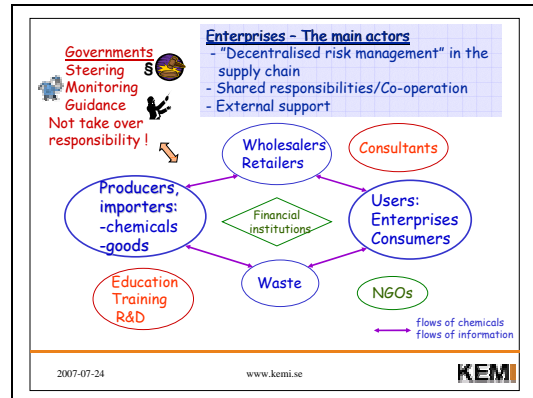 Enterprises – The main actors
- "Decentralised risk management" in the
supply chain
- Shared responsibilities/Co-operation
- External support
Governments
Steering §
Monitoring
Guidance
Not take over
responsibility !
Wholesalers
Retailers
Consultants
Producers,
importers:
-chemicals
-goods
Financial
institutions
Users:
Enterprises
Consumers
Education
Training
R&D
Waste
NGOs
flows of chemicals
flows of information
2007-07-24
www.kemi.se
KEMI